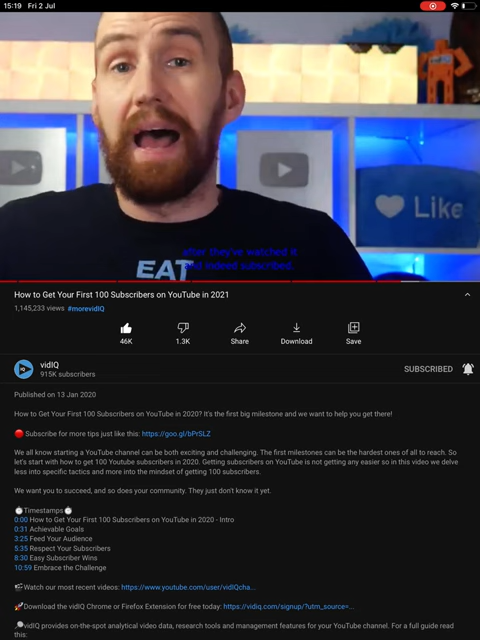 15:19 Fri 2 Jul
Like
after they've watched it
and indeed subscribed.
EAT
How to Get Your First 100 Subscribers on YouTube in 2021
1,145,233 views #morevidIQ
46K 1.3K Share Download Save
vidIQ
915K subscribers
SUBSCRIBED
Published on 13 Jan 2020
How to Get Your First 100 Subscribers on YouTube in 2020? It's the first big milestone and we want to help you get there!
🔴 Subscribe for more tips just like this: https://goo.gl/bPrSLZ
We all know starting a YouTube channel can be both exciting and challenging. The first milestones can be the hardest ones of all to reach. So
let's start with how to get 100 Youtube subscribers in 2020. Getting subscribers on YouTube is not getting any easier so in this video we delve
less into specific tactics and more into the mindset of getting 100 subscribers.
We want you to succeed, and so does your community. They just don't know it yet.
⏱Timestamps⏱
0:00 How to Get Your First 100 Subscribers on YouTube in 2020 - Intro
0:31 Achievable Goals
3:25 Feed Your Audience
5:35 Respect Your Subscribers
8:30 Easy Subscriber Wins
10:59 Embrace the Challenge
🎬Watch our most recent videos: https://www.youtube.com/user/vidIQcha...
🚀Download the vidIQ Chrome or Firefox Extension for free today: https://vidiq.com/signup/?utm_source=...
🔎vidIQ provides on-the-spot analytical video data, research tools and management features for your YouTube channel. For a full guide read
this: